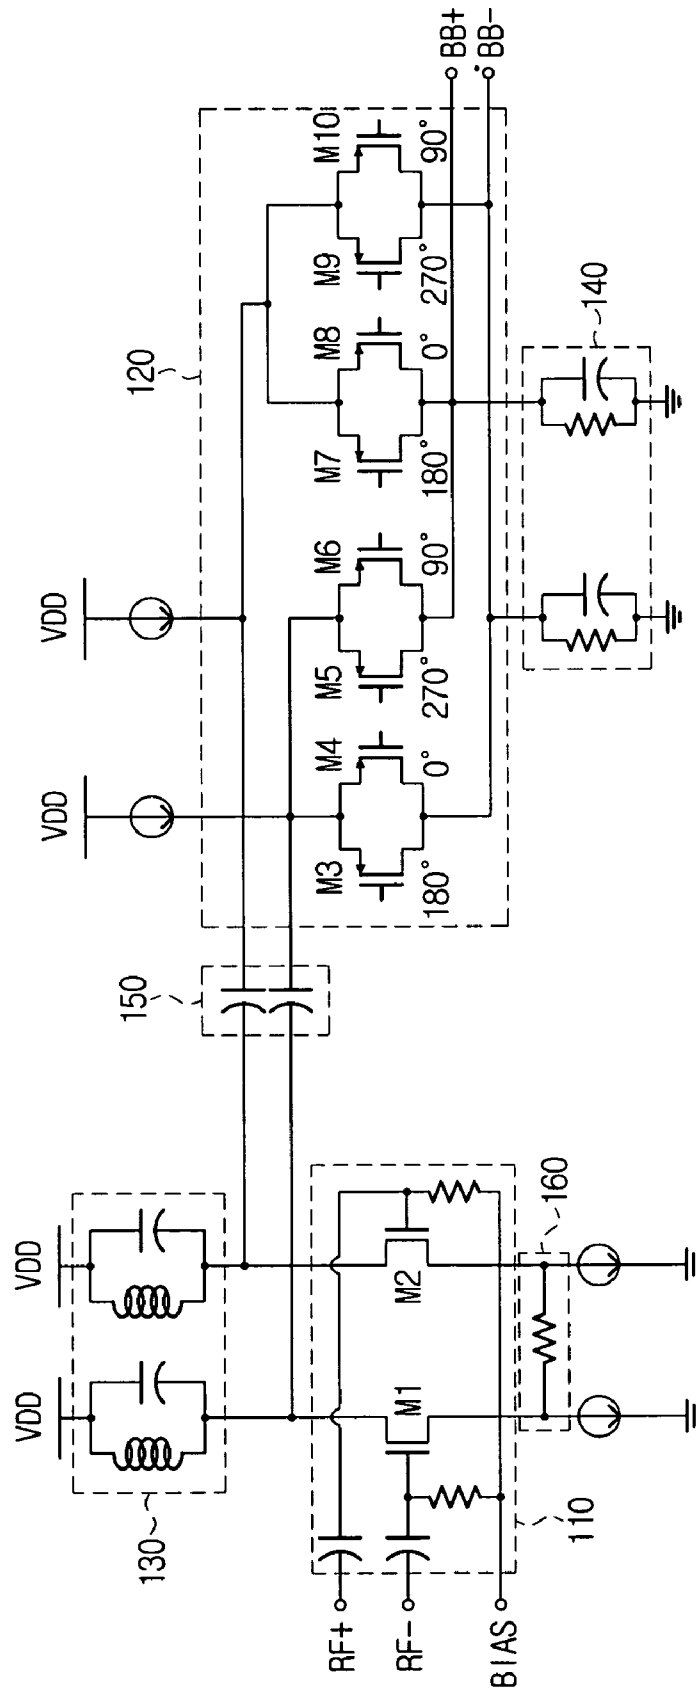 VDD
VDD
VDD
VDD
130
150
120
RF+
RF-
BIAS
M1
M2
110
160
M3
M4
M5
M6
M7
M8
M9
M10
180°
0°
270°
90°
180°
0°
270°
90°
BB+
BB-
140